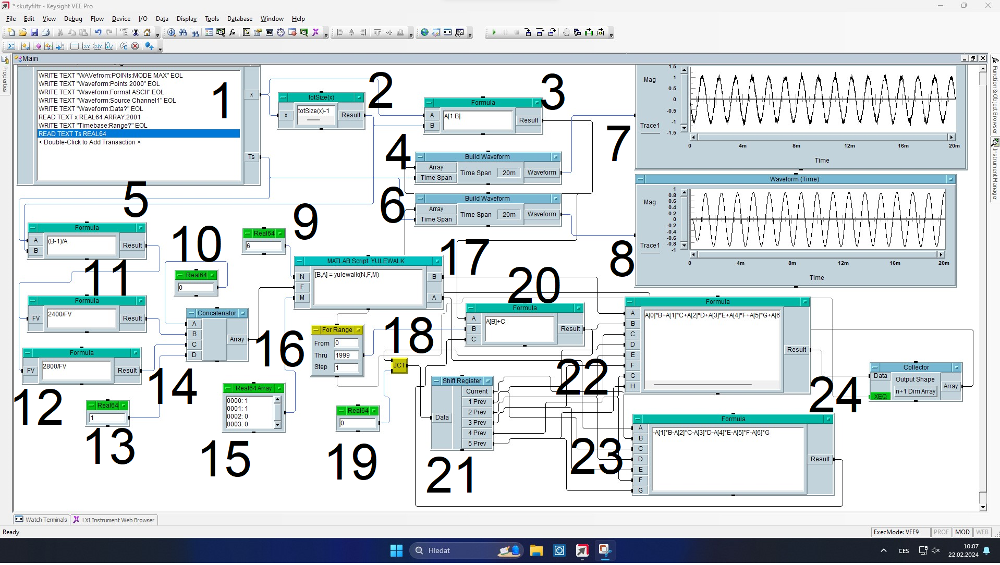 * skutyfiltr - Keysight VEE Pro
File Edit View Debug Flow Device I/O Data Display Tools Database Window Help
Main
Properties
Function & Object Browser
Instrument Manager
WRITE TEXT "WAVefrom:POINts:MODE MAX" EOL
WRITE TEXT "Waveform:Points 2000" EOL
WRITE TEXT "Waveform:Format ASCII" EOL
WRITE TEXT "Waveform:Source Channel1" EOL
WRITE TEXT "Waveform:Data?" EOL
READ TEXT x REAL64 ARRAY:2001
WRITE TEXT "Timebase:Range?" EOL
READ TEXT Ts REAL64
< Double-Click to Add Transaction >
x
Ts
1
totSize(x)
x
totSize(x)-1
Result
2
Formula
A
B
A[1:B]
Result
3
4
Build Waveform
Array
Time Span
Time Span 20m
Waveform
6
Build Waveform
Array
Time Span
Time Span 20m
Waveform
7
Mag
Trace1
1.5
1
0.5
0
-0.5
-1
-1.5
0 4m 8m 12m 16m 20m
Time
8
Waveform (Time)
Mag
Trace1
1
0.8
0.6
0.4
0.2
0
-0.2
-0.4
-0.6
-0.8
-1
0 4m 8m 12m 16m 20m
Time
5
Formula
A
B
(B-1)/A
Result
9
Real64
6
10
Real64
0
11
Formula
FV
2400/FV
Result
12
Formula
FV
2800/FV
Result
13
Real64
1
14
Concatenator
A
B
C
D
Array
15
Real64 Array
0000: 1
0001: 1
0002: 0
0003: 0
16
17
MATLAB Script: YULEWALK
N
F
M
[B,A] = yulewalk(N,F,M)
B
A
18
For Range
From 0
Thru 1999
Step 1
JCT
19
Real64
0
20
Formula
A
B
C
A[B]+C
Result
21
Shift Register
Data
Current
1 Prev
2 Prev
3 Prev
4 Prev
5 Prev
22
Formula
A
B
C
D
E
F
G
H
A[0]*B+A[1]*C+A[2]*D+A[3]*E+A[4]*F+A[5]*G+A[6
Result
23
Formula
A
B
C
D
E
F
G
-A[1]*B-A[2]*C-A[3]*D-A[4]*E-A[5]*F-A[6]*G
Result
24
Collector
Data
XEQ
Output Shape
n+1 Dim Array
Array
Watch Terminals
LXI Instrument Web Browser
Ready
ExecMode: VEE9 PROF MOD WEB
Hledat
CES
10:07
22.02.2024